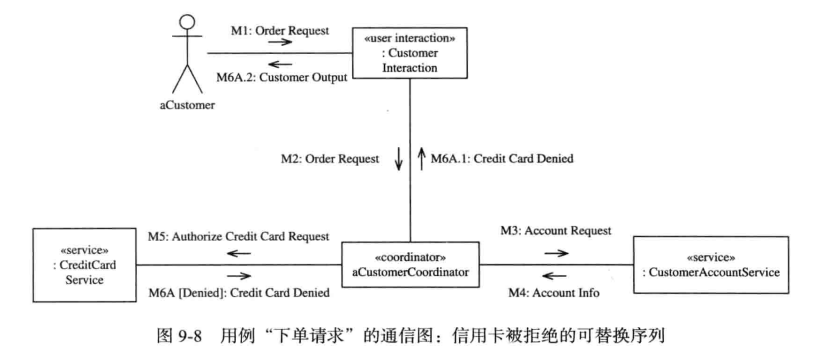 M1: Order Request
«user interaction»
: Customer
Interaction
M6A.2: Customer Output
aCustomer
M2: Order Request
M6A.1: Credit Card Denied
M5: Authorize Credit Card Request
M3: Account Request
«service»
: CreditCard
Service
«coordinator»
aCustomerCoordinator
«service»
: CustomerAccountService
M6A [Denied]: Credit Card Denied
M4: Account Info
图 9-8 用例“下单请求”的通信图：信用卡被拒绝的可替换序列